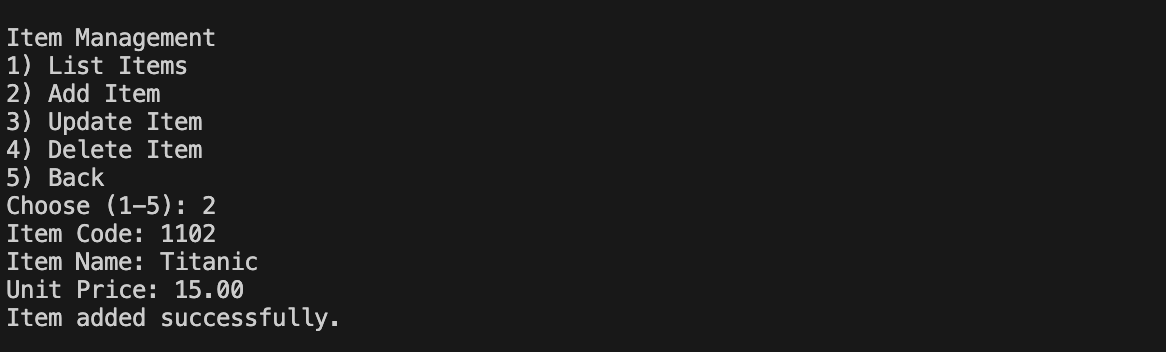 Item Management
1) List Items
2) Add Item
3) Update Item
4) Delete Item
5) Back
Choose (1-5): 2
Item Code: 1102
Item Name: Titanic
Unit Price: 15.00
Item added successfully.